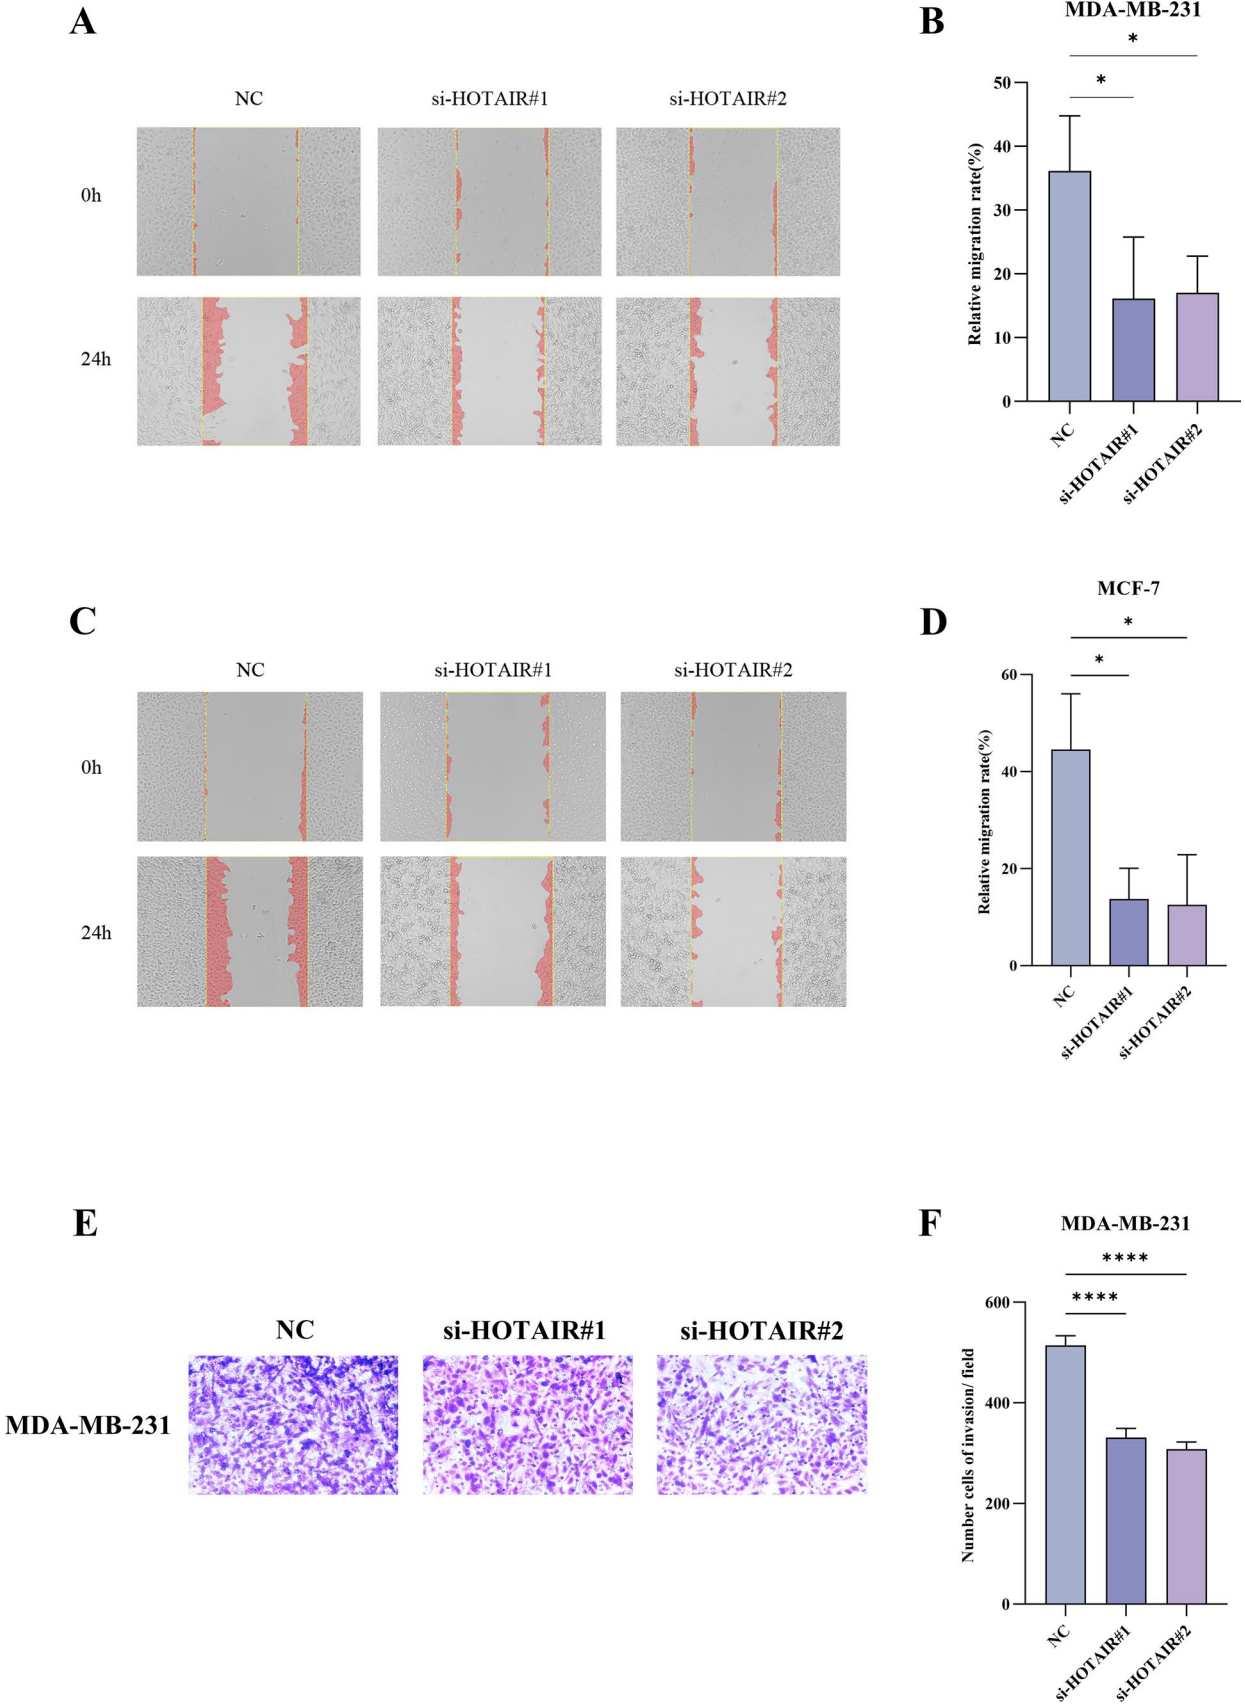 A
NC
si-HOTAIR#1
si-HOTAIR#2
0h
24h
B
MDA-MB-231
*
*
Relative migration rate(%)
50
40
30
20
10
0
NC
si-HOTAIR#1
si-HOTAIR#2
C
NC
si-HOTAIR#1
si-HOTAIR#2
0h
24h
D
MCF-7
*
*
Relative migration rate(%)
60
40
20
0
NC
si-HOTAIR#1
si-HOTAIR#2
E
NC
si-HOTAIR#1
si-HOTAIR#2
MDA-MB-231
F
MDA-MB-231
****
****
Number cells of invasion/ field
600
400
200
0
NC
si-HOTAIR#1
si-HOTAIR#2